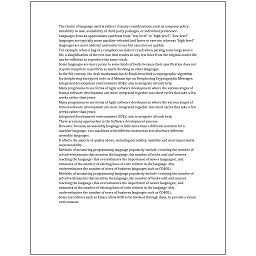 The choice of language used is subject to many considerations, such as company policy,
suitability to task, availability of third-party packages, or individual preference.
Programming languages form an approximate spectrum from "low-level" to "high-level"; "low-level"
languages are typically more machine-oriented and faster to execute, whereas "high-level"
languages are more abstract and easier to use but execute less quickly.
For example, when a bug in a compiler can make it crash when parsing some large source
file, a simplification of the test case that results in only few lines from the original source file
can be sufficient to reproduce the same crash.
Some languages are more prone to some kinds of faults because their specification does not
require compilers to perform as much checking as other languages.
In the 9th century, the Arab mathematician Al-Kindi described a cryptographic algorithm
for deciphering encrypted code, in A Manuscript on Deciphering Cryptographic Messages.
Integrated development environments (IDEs) aim to integrate all such help.
Many programmers use forms of Agile software development where the various stages of
formal software development are more integrated together into short cycles that take a few
weeks rather than years.
Many programmers use forms of Agile software development where the various stages of
formal software development are more integrated together into short cycles that take a few
weeks rather than years.
Integrated development environments (IDEs) aim to integrate all such help.
There are many approaches to the Software development process.
However, because an assembly language is little more than a different notation for a
machine language, two machines with different instruction sets also have different
assembly languages.
It affects the aspects of quality above, including portability, usability and most importantly
maintainability.
Methods of measuring programming language popularity include: counting the number of
job advertisements that mention the language, the number of books sold and courses
teaching the language (this overestimates the importance of newer languages), and
estimates of the number of existing lines of code written in the language (this
underestimates the number of users of business languages such as COBOL).
Methods of measuring programming language popularity include: counting the number of
job advertisements that mention the language, the number of books sold and courses
teaching the language (this overestimates the importance of newer languages), and
estimates of the number of existing lines of code written in the language (this
underestimates the number of users of business languages such as COBOL).
Some text editors such as Emacs allow GDB to be invoked through them, to provide a visual
environment.